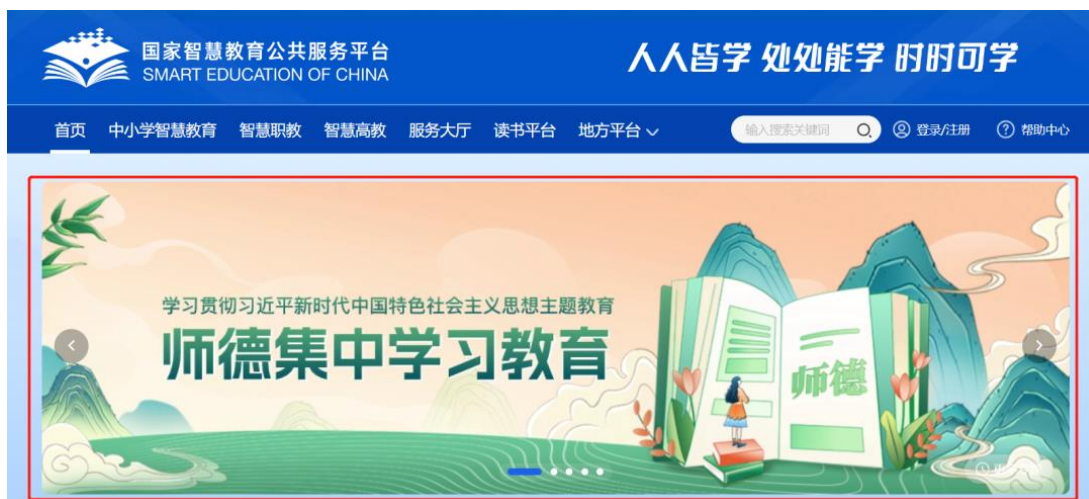 国家智慧教育公共服务平台
SMART EDUCATION OF CHINA
人人皆学 处处能学 时时可学
首页 中小学智慧教育 智慧职教 智慧高教 服务大厅 读书平台 地方平台
输入搜索关键词 登录/注册 帮助中心
学习贯彻习近平新时代中国特色社会主义思想主题教育
师德集中学习教育
师德